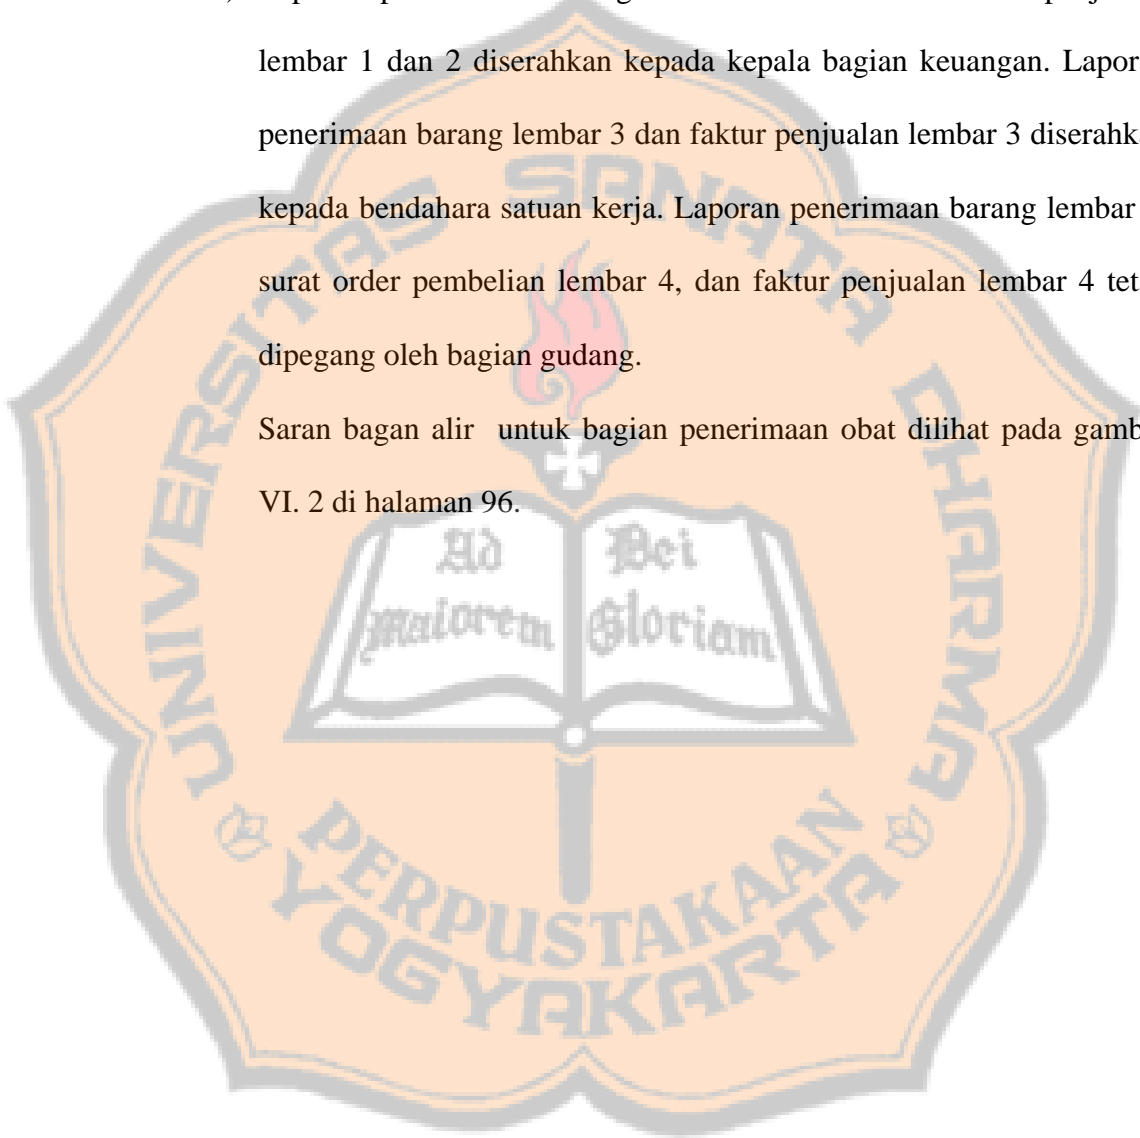 lembar 1 dan 2 diserahkan kepada kepala bagian keuangan. Lapor
penerimaan barang lembar 3 dan faktur penjualan lembar 3 diserahk
kepada bendahara satuan kerja. Laporan penerimaan barang lembar
surat order pembelian lembar 4, dan faktur penjualan lembar 4 tet
dipegang oleh bagian gudang.
Saran bagan alir untuk bagian penerimaan obat dilihat pada gamb
VI. 2 di halaman 96.
UNIVERSITAS SANATA DHARMA
Ad Dei
maiorem Gloriam
PERPUSTAKAAN
YOGYAKARTA